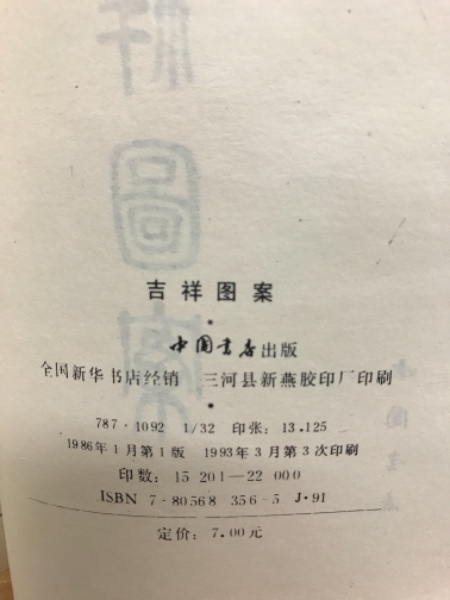 吉祥图案
中国书店出版
全国新华书店经销 三河县新燕胶印厂印刷
787·1092 1/32 印张：13.125
1986年1月第1版 1993年3月第3次印刷
印数：15 201—22 000
ISBN 7-80568 356-5 J·91
定价：7.00元